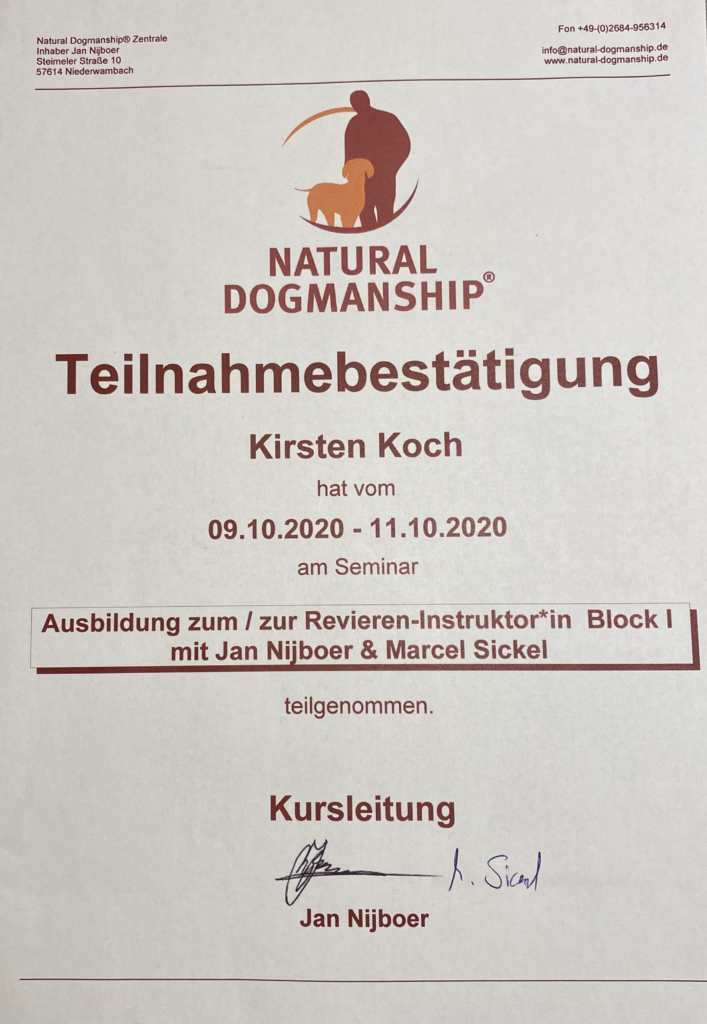 Natural Dogmanship® Zentrale
Inhaber Jan Nijboer
Steimeler Straße 10
57614 Niederwambach
Fon +49-(0)2684-956314
info@natural-dogmanship.de
www.natural-dogmanship.de
NATURAL
DOGMANSHIP®
Teilnahmebestätigung
Kirsten Koch
hat vom
09.10.2020 - 11.10.2020
am Seminar
Ausbildung zum / zur Revieren-Instruktor*in Block I
mit Jan Nijboer & Marcel Sickel
teilgenommen.
Kursleitung
Jan Nijboer